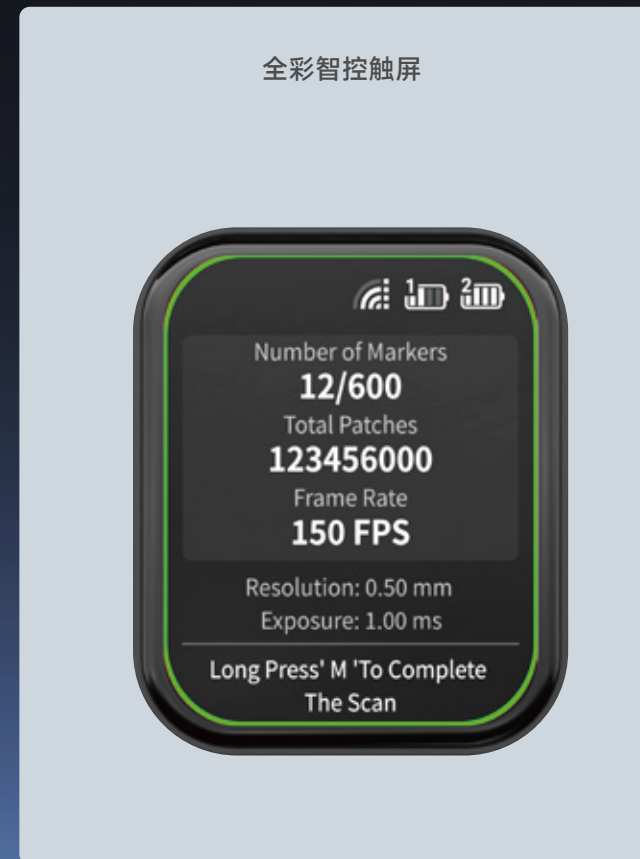 全彩智控触屏
1 2
Number of Markers
12/600
Total Patches
123456000
Frame Rate
150 FPS
Resolution: 0.50 mm
Exposure: 1.00 ms
Long Press' M 'To Complete
The Scan